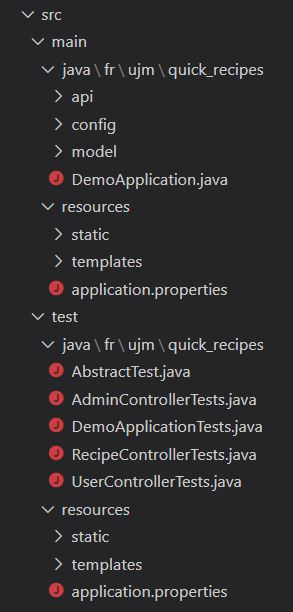 src
main
java\fr\ujm\quick_recipes
api
config
model
J DemoApplication.java
resources
static
templates
J application.properties
test
java\fr\ujm\quick_recipes
J AbstractTest.java
J AdminControllerTests.java
J DemoApplicationTests.java
J RecipeControllerTests.java
J UserControllerTests.java
resources
static
templates
J application.properties